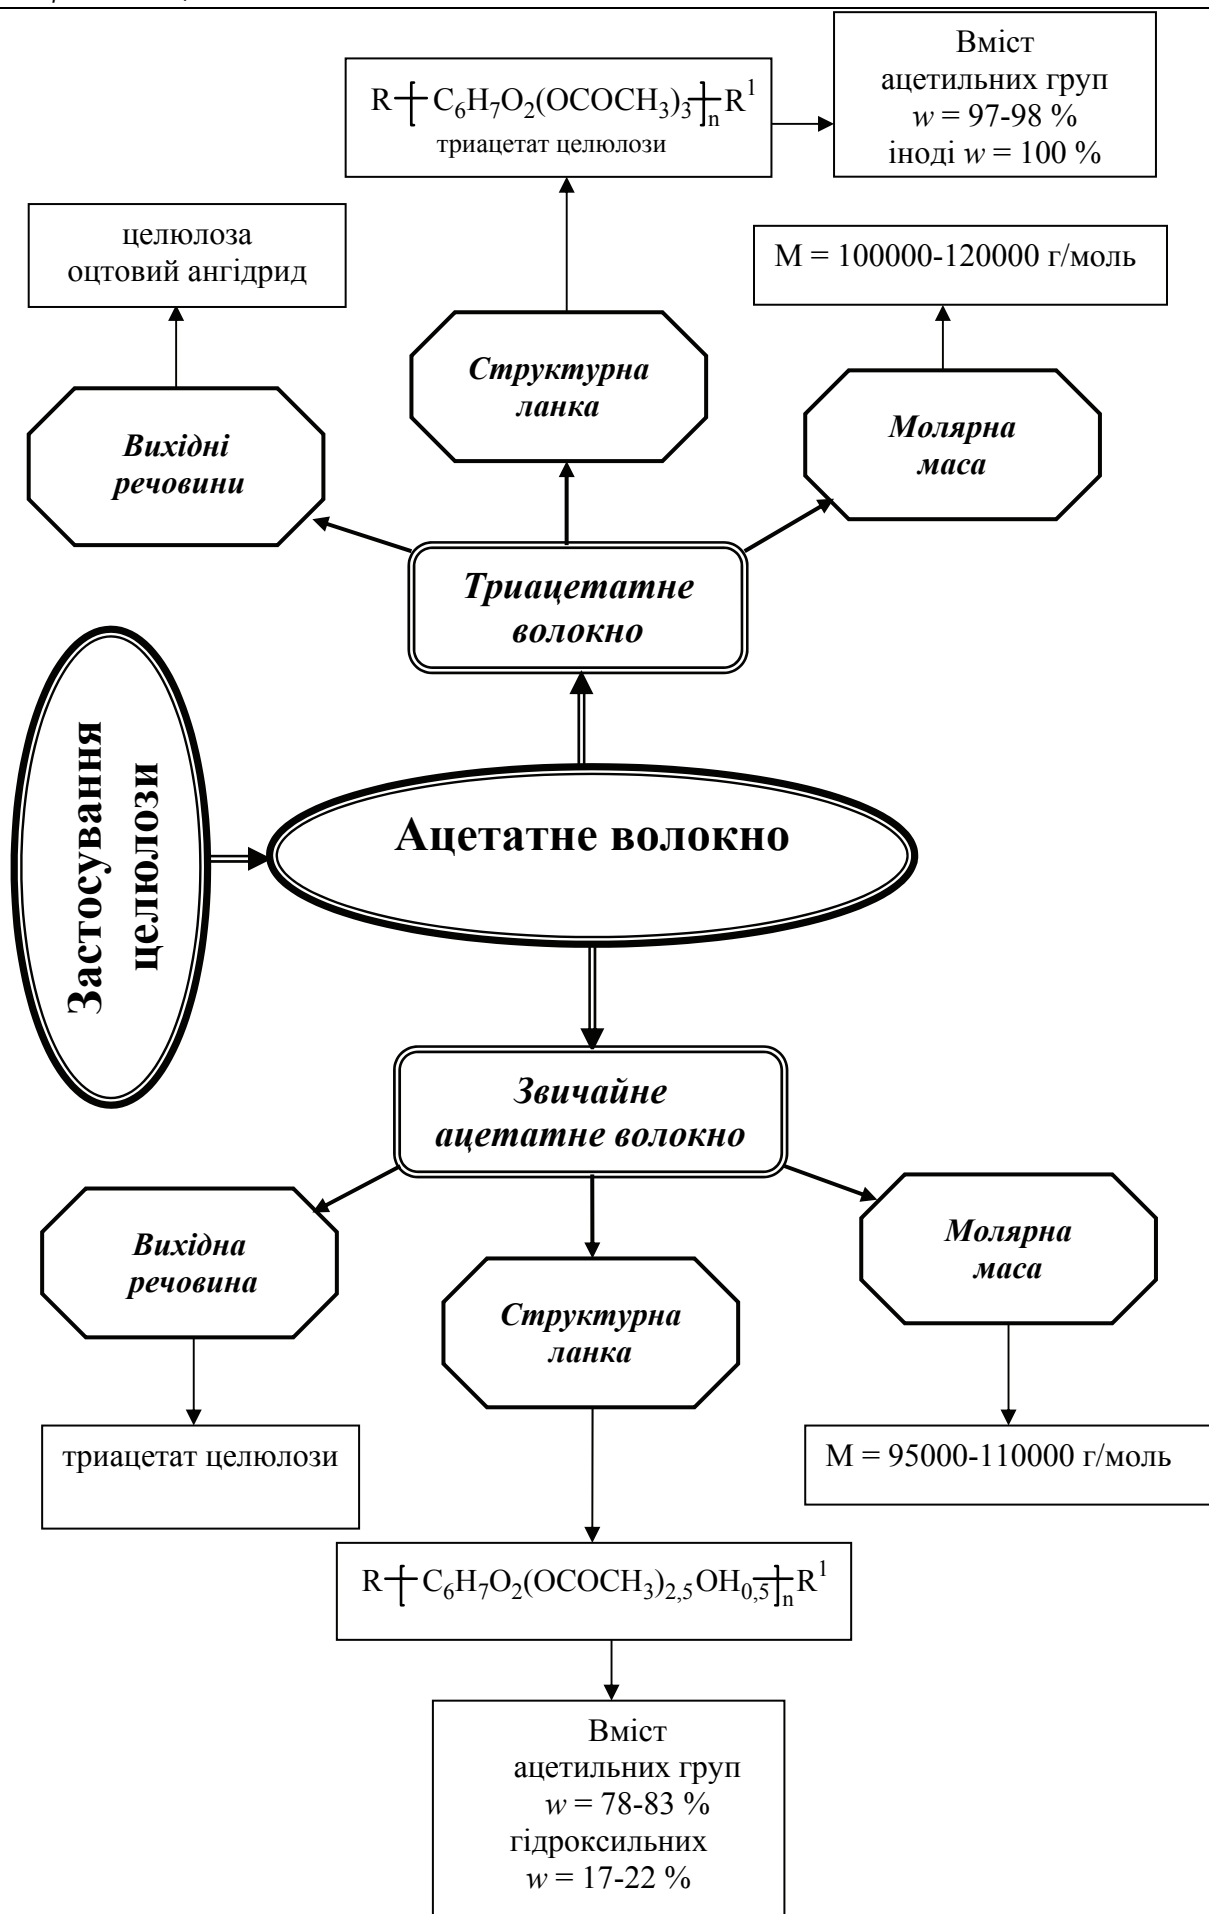 Вміст
ацетильних груп
w = 97-98 %
іноді w = 100 %
R-[-C₆H₇O₂(OCOCH₃)₃-]ₙR¹
триацетат целюлози
целюлоза
оцтовий ангідрид
М = 100000-120000 г/моль
Структурна
ланка
Вихідні
речовини
Молярна
маса
Триацетатне
волокно
Застосування
целюлози
Ацетатне волокно
Звичайне
ацетатне волокно
Вихідна
речовина
Структурна
ланка
Молярна
маса
триацетат целюлози
М = 95000-110000 г/моль
R-[-C₆H₇O₂(OCOCH₃)₂,₅OH₀,₅-]ₙR¹
Вміст
ацетильних груп
w = 78-83 %
гідроксильних
w = 17-22 %